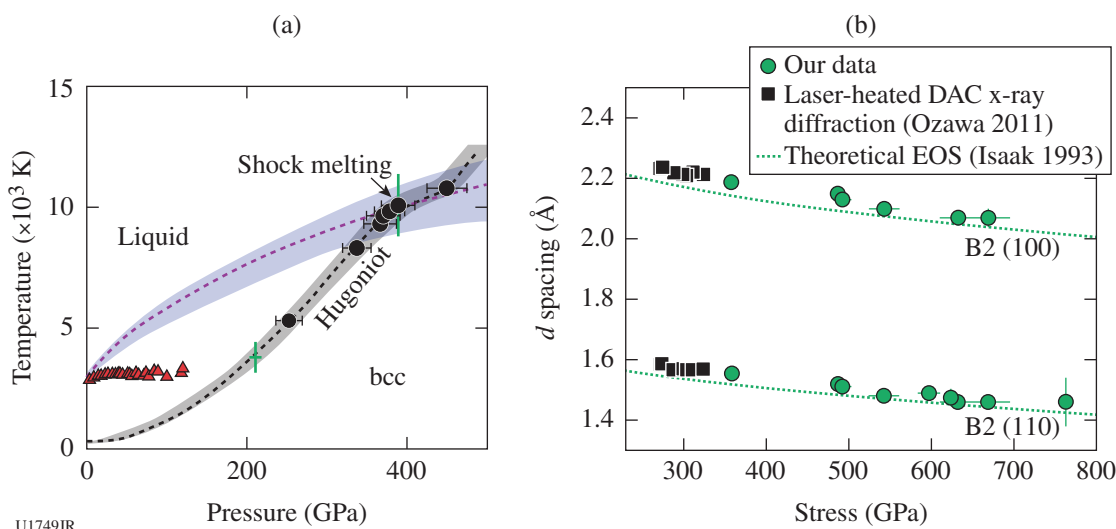 (a)
(b)
15
10
5
0
Temperature (×10³ K)
Shock melting
Liquid
Hugoniot
bcc
0
200
400
Pressure (GPa)
U1749JR
Our data
Laser-heated DAC x-ray
diffraction (Ozawa 2011)
Theoretical EOS (Isaak 1993)
2.4
2.2
2.0
1.8
1.6
1.4
d spacing (Å)
B2 (100)
B2 (110)
300
400
500
600
700
800
Stress (GPa)